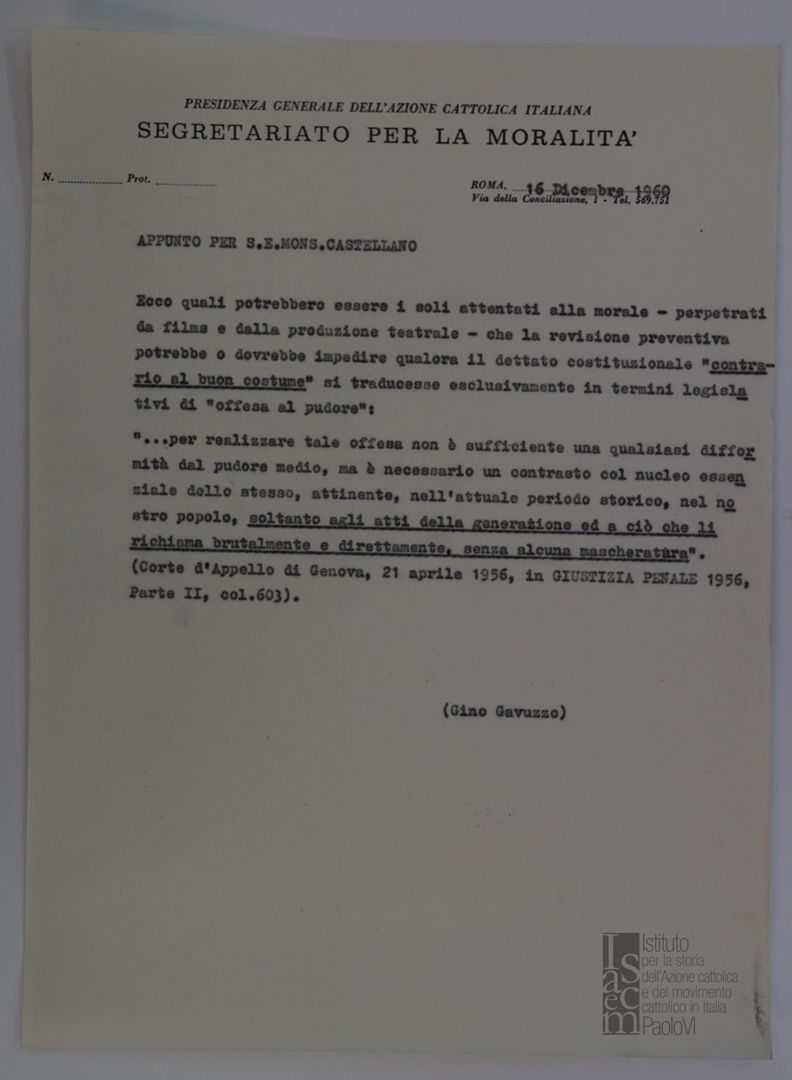 PRESIDENZA GENERALE DELL'AZIONE CATTOLICA ITALIANA
SEGRETARIATO PER LA MORALITA'
N. .................... Prot. ...................
ROMA, .... 16 Dicembre 1960
Via della Conciliazione, 1 - Tel. 569.751
APPUNTO PER S.E.MONS.CASTELLANO
Ecco quali potrebbero essere i soli attentati alla morale - perpetrati
da films e dalla produzione teatrale - che la revisione preventiva
potrebbe o dovrebbe impedire qualora il dettato costituzionale "contra-
rio al buon costume" si traducesse esclusivamente in termini legisla
tivi di "offesa al pudore":
"...per realizzare tale offesa non è sufficiente una qualsiasi diffor
mità dal pudore medio, ma è necessario un contrasto col nucleo essen
ziale dello stesso, attinente, nell'attuale periodo storico, nel no
stro popolo, soltanto agli atti della generazione ed a ciò che li
richiama brutalmente e direttamente, senza alcuna mascheratura".
(Corte d'Appello di Genova, 21 aprile 1956, in GIUSTIZIA PENALE 1956,
Parte II, col.603).
(Gino Gavuzzo)
Isacem
Istituto
per la storia
dell'Azione cattolica
e del movimento
cattolico in Italia
PaoloVI